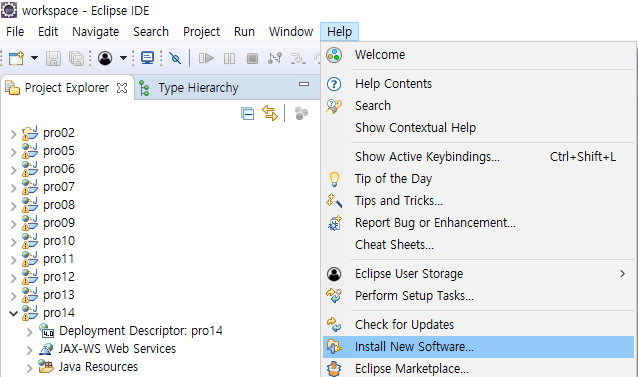 workspace - Eclipse IDE
File Edit Navigate Search Project Run Window Help
Project Explorer Type Hierarchy
pro02
pro05
pro06
pro07
pro08
pro09
pro10
pro11
pro12
pro13
pro14
4.0 Deployment Descriptor: pro14
JAX-WS Web Services
Java Resources
Welcome
Help Contents
Search
Show Contextual Help
Show Active Keybindings... Ctrl+Shift+L
Tip of the Day
Tips and Tricks...
Report Bug or Enhancement...
Cheat Sheets...
Eclipse User Storage
Perform Setup Tasks...
Check for Updates
Install New Software...
Eclipse Marketplace...